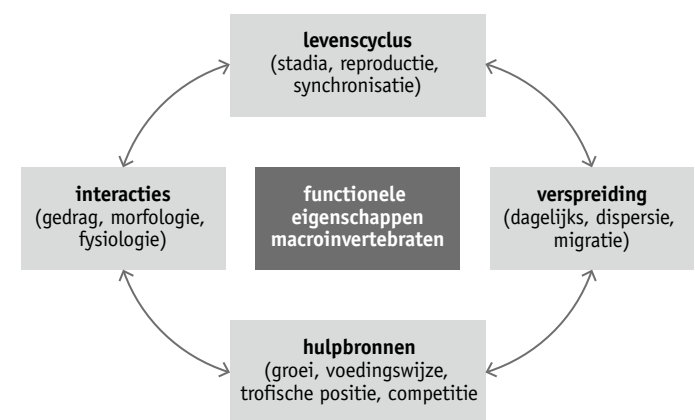 levenscyclus
(stadia, reproductie,
synchronisatie)
interacties
(gedrag, morfologie,
fysiologie)
functionele
eigenschappen
macroinvertebraten
verspreiding
(dagelijks, dispersie,
migratie)
hulpbronnen
(groei, voedingswijze,
trofische positie, competitie